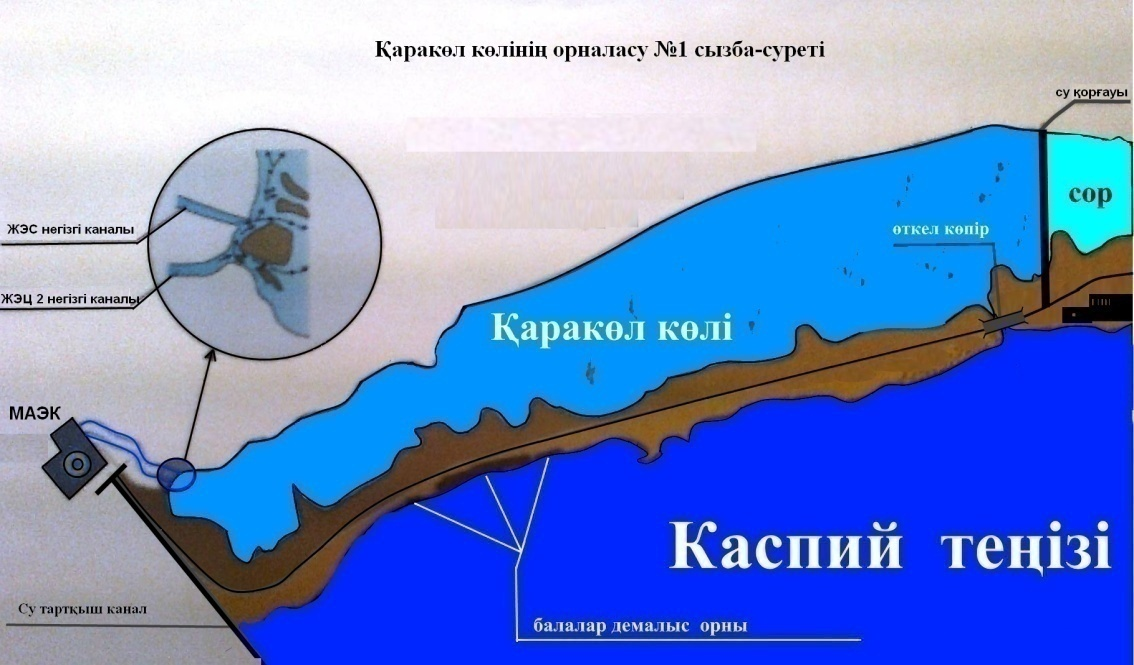 Қаракөл көлінің орналасу №1 сызба-суреті
су қорғауы
сор
ЖЭС негізгі каналы
өткел көпір
ЖЭЦ 2 негізгі каналы
Қаракөл көлі
МАЭК
Каспий теңізі
Су тартқыш канал
балалар демалыс орны